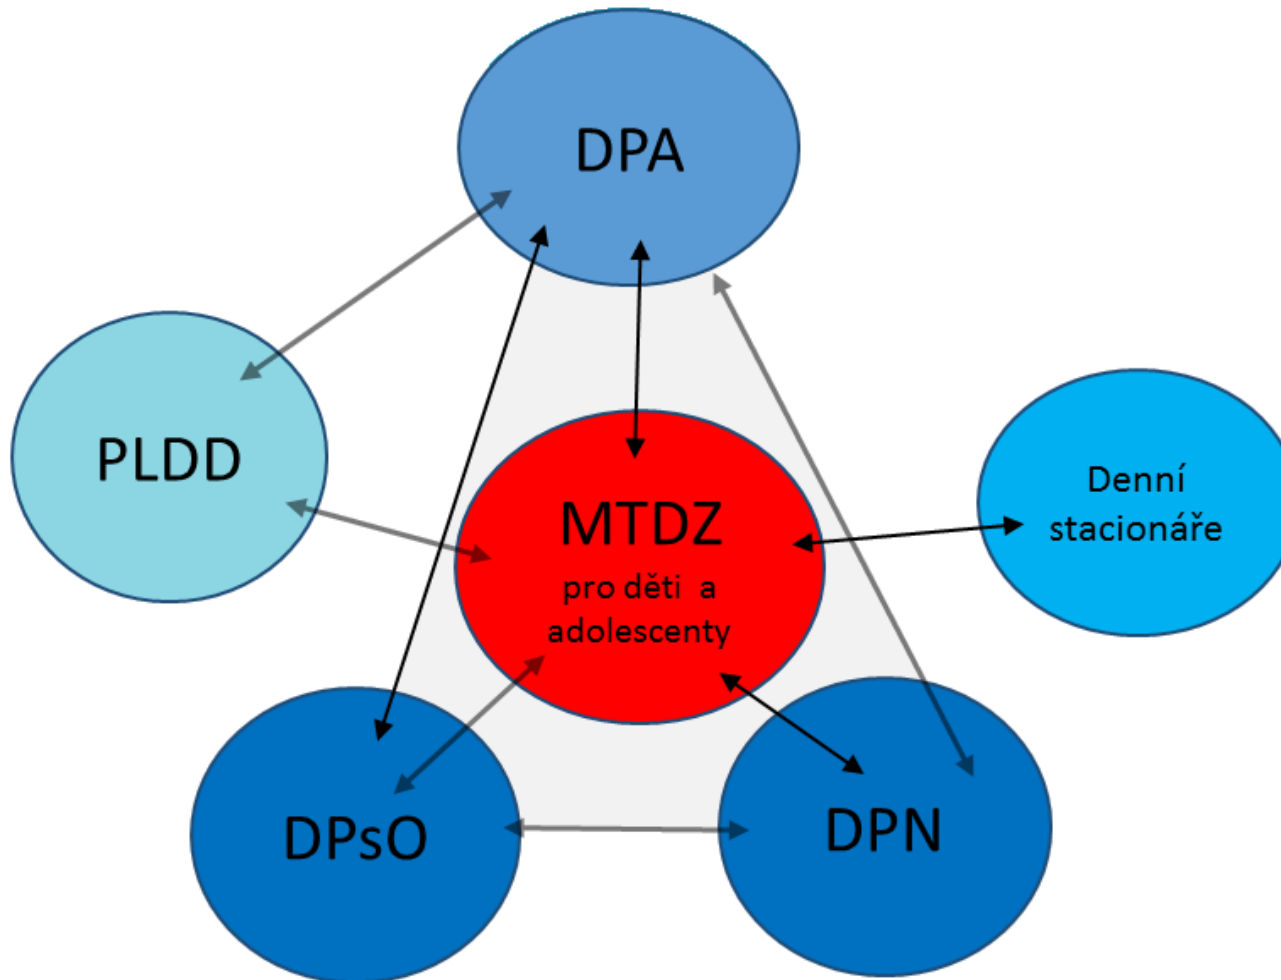 DPA
PLDD
MTDZ
pro děti a
adolescenty
Denní
stacionáře
DPsO
DPN